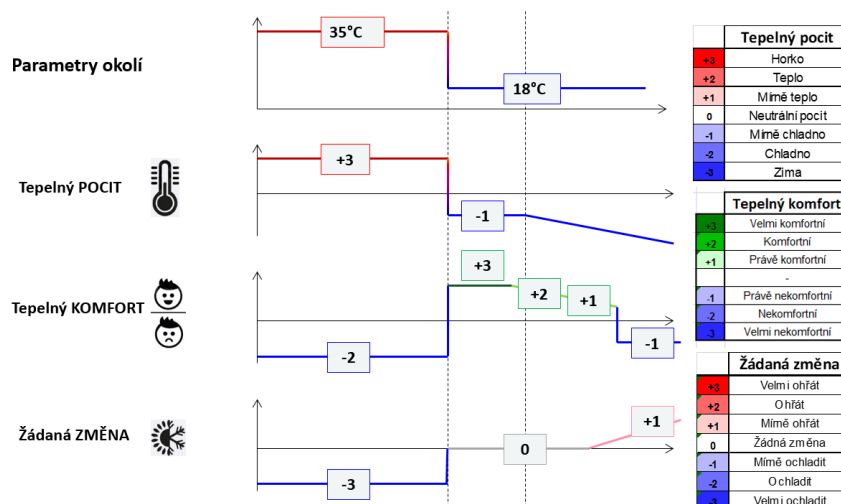 Parametry okolí
35°C
18°C
Tepelný POCIT
+3
-1
Tepelný KOMFORT
+3
+2
+1
-2
-1
Žádaná ZMĚNA
+1
0
-3
Tepelný pocit
+3 Horko
+2 Teplo
+1 Mírně teplo
0 Neutrální pocit
-1 Mírně chladno
-2 Chladno
-3 Zima
Tepelný komfort
+3 Velmi komfortní
+2 Komfortní
+1 Právě komfortní
-
-1 Právě nekomfortní
-2 Nekomfortní
-3 Velmi nekomfortní
Žádaná změna
+3 Velmi ohřát
+2 Ohřát
+1 Mírně ohřát
0 Žádná změna
-1 Mírně ochladit
-2 Ochladit
-3 Velmi ochladit